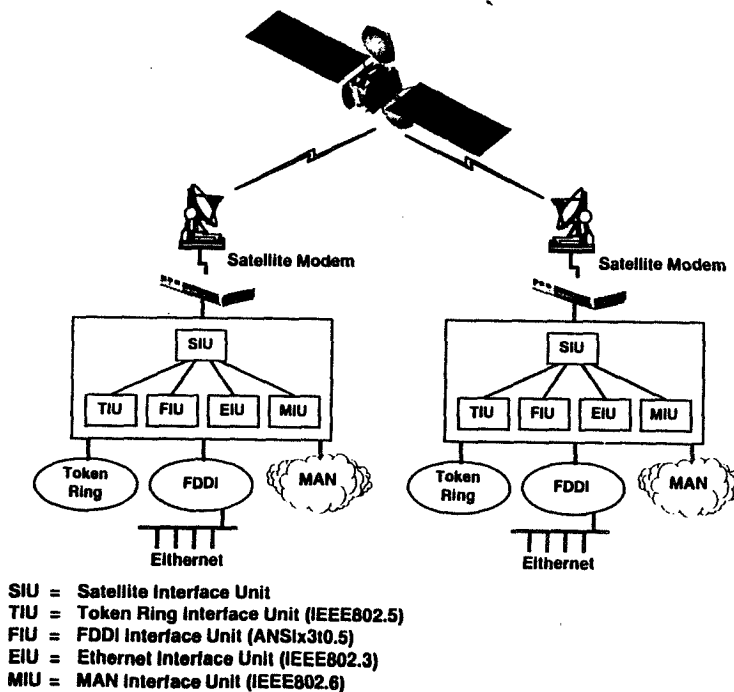 Satellite Modem
Satellite Modem
SIU
TIU FIU EIU MIU
Token Ring
FDDI
MAN
Eithernet
SIU
TIU FIU EIU MIU
Token Ring
FDDI
MAN
Eithernet
SIU = Satellite Interface Unit
TIU = Token Ring Interface Unit (IEEE802.5)
FIU = FDDI Interface Unit (ANSIx3t0.5)
EIU = Ethernet Interface Unit (IEEE802.3)
MIU = MAN Interface Unit (IEEE802.6)